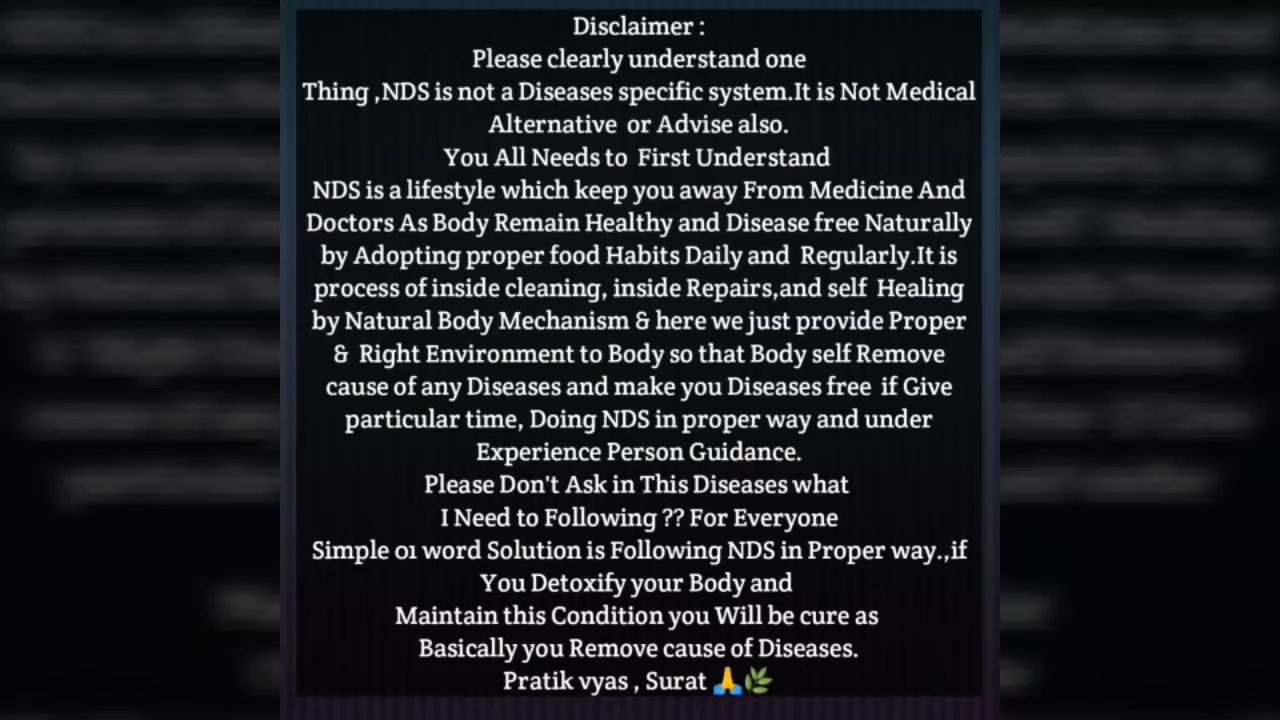 Disclaimer :
Please clearly understand one
Thing ,NDS is not a Diseases specific system.It is Not Medical
Alternative or Advise also.
You All Needs to First Understand
NDS is a lifestyle which keep you away From Medicine And
Doctors As Body Remain Healthy and Disease free Naturally
by Adopting proper food Habits Daily and Regularly.It is
process of inside cleaning, inside Repairs,and self Healing
by Natural Body Mechanism & here we just provide Proper
& Right Environment to Body so that Body self Remove
cause of any Diseases and make you Diseases free if Give
particular time, Doing NDS in proper way and under
Experience Person Guidance.
Please Don't Ask in This Diseases what
I Need to Following ?? For Everyone
Simple 01 word Solution is Following NDS in Proper way.,if
You Detoxify your Body and
Maintain this Condition you Will be cure as
Basically you Remove cause of Diseases.
Pratik vyas , Surat 🙏🌿